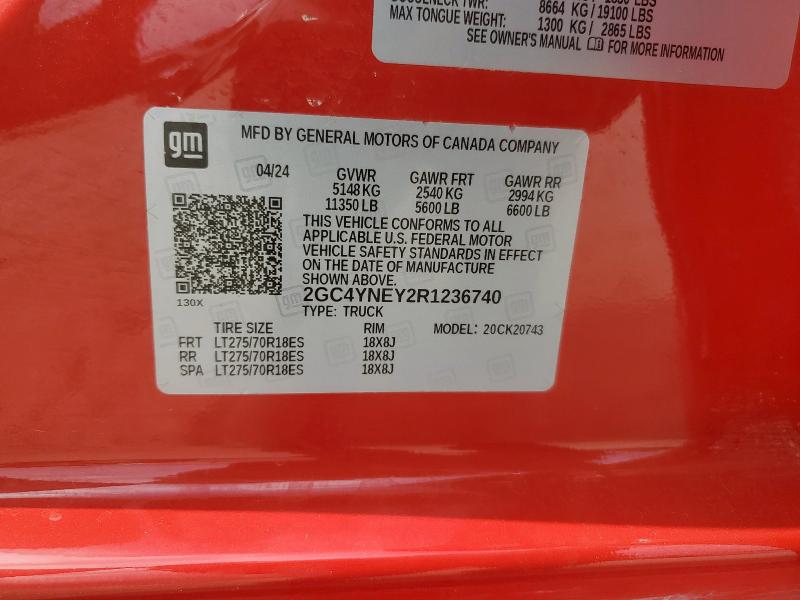 8664 KG/19100 LBS
MAX TONGUE WEIGHT: 1300 KG/ 2865 LBS
SEE OWNER'S MANUAL FOR MORE INFORMATION
gm MFD BY GENERAL MOTORS OF CANADA COMPANY
04/24 GVWR GAWR FRT GAWR RR
5148 KG 2540 KG 2994 KG
11350 LB 5600 LB 6600 LB
THIS VEHICLE CONFORMS TO ALL
APPLICABLE U.S. FEDERAL MOTOR
VEHICLE SAFETY STANDARDS IN EFFECT
ON THE DATE OF MANUFACTURE
SHOWN ABOVE.
130X 2GC4YNEY2R1236740
TYPE: TRUCK
TIRE SIZE RIM MODEL: 20CK20743
FRT LT275/70R18ES 18X8J
RR LT275/70R18ES 18X8J
SPA LT275/70R18ES 18X8J